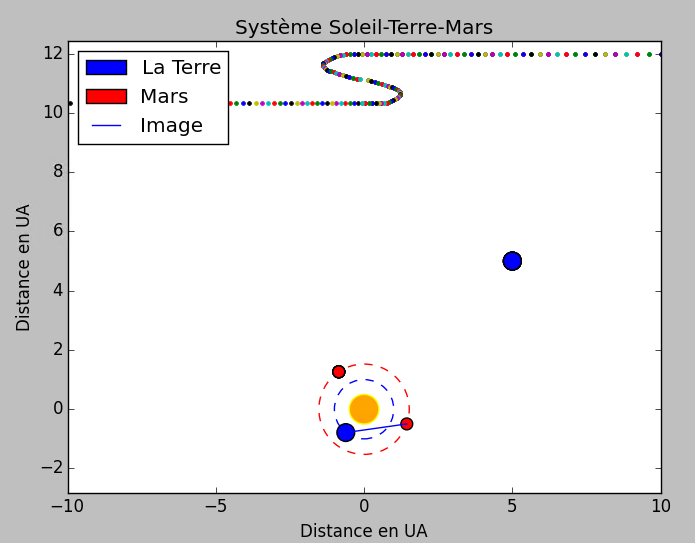 Système Soleil-Terre-Mars
La Terre
Mars
Image
12
10
8
6
4
2
0
−2
−10
−5
0
5
10
Distance en UA
Distance en UA